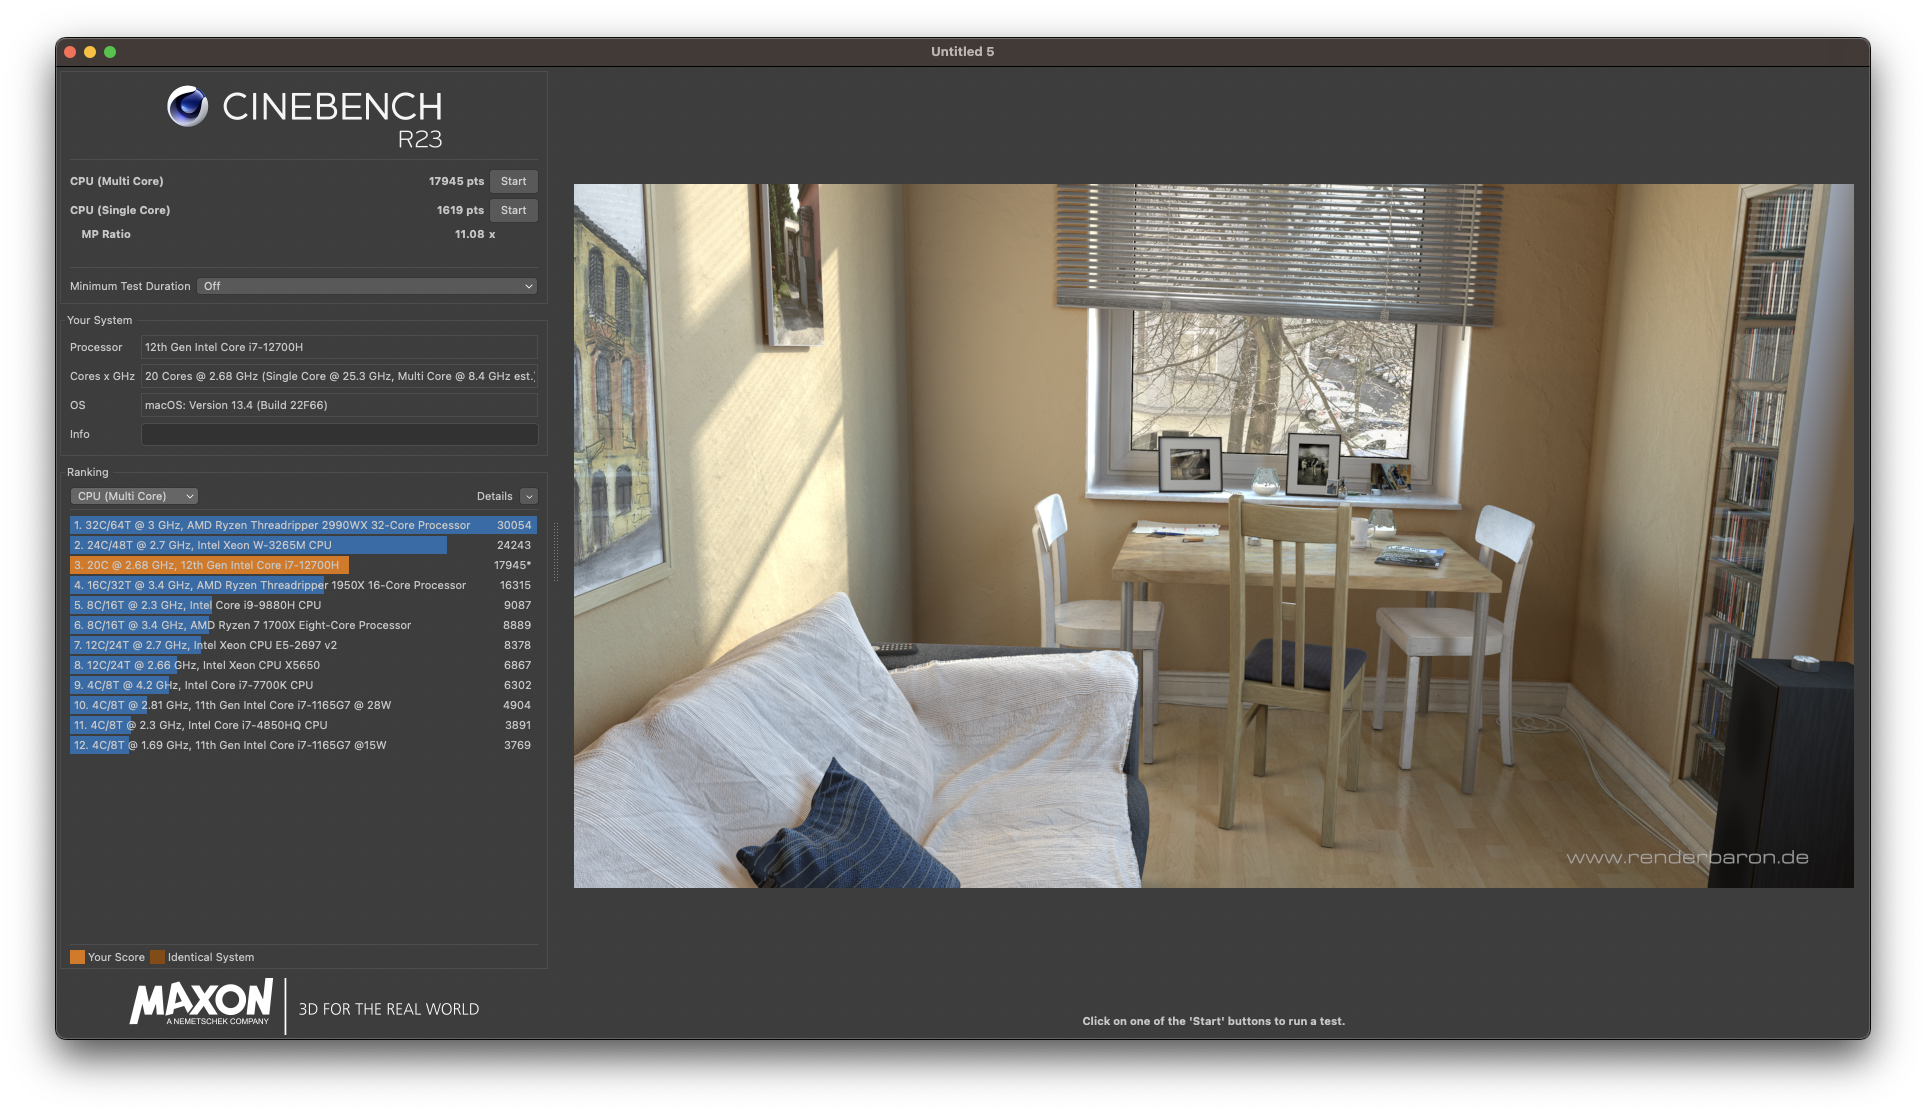 Untitled 5
CINEBENCH
R23
CPU (Multi Core) 17945 pts Start
CPU (Single Core) 1619 pts Start
MP Ratio 11.08 x
Minimum Test Duration Off
Your System
Processor 12th Gen Intel Core i7-12700H
Cores x GHz 20 Cores @ 2.68 GHz (Single Core @ 25.3 GHz, Multi Core @ 8.4 GHz est.)
OS macOS: Version 13.4 (Build 22F66)
Info
Ranking
CPU (Multi Core) Details
1. 32C/64T @ 3 GHz, AMD Ryzen Threadripper 2990WX 32-Core Processor 30054
2. 24C/48T @ 2.7 GHz, Intel Xeon W-3265M CPU 24243
3. 20C @ 2.68 GHz, 12th Gen Intel Core i7-12700H 17945*
4. 16C/32T @ 3.4 GHz, AMD Ryzen Threadripper 1950X 16-Core Processor 16315
5. 8C/16T @ 2.3 GHz, Intel Core i9-9880H CPU 9087
6. 8C/16T @ 3.4 GHz, AMD Ryzen 7 1700X Eight-Core Processor 8889
7. 12C/24T @ 2.7 GHz, Intel Xeon CPU E5-2697 v2 8378
8. 12C/24T @ 2.66 GHz, Intel Xeon CPU X5650 6867
9. 4C/8T @ 4.2 GHz, Intel Core i7-7700K CPU 6302
10. 4C/8T @ 2.81 GHz, 11th Gen Intel Core i7-1165G7 @ 28W 4904
11. 4C/8T @ 2.3 GHz, Intel Core i7-4850HQ CPU 3891
12. 4C/8T @ 1.69 GHz, 11th Gen Intel Core i7-1165G7 @15W 3769
Your Score Identical System
MAXON
A NEMETSCHEK COMPANY
3D FOR THE REAL WORLD
www.renderbaron.de
Click on one of the 'Start' buttons to run a test.